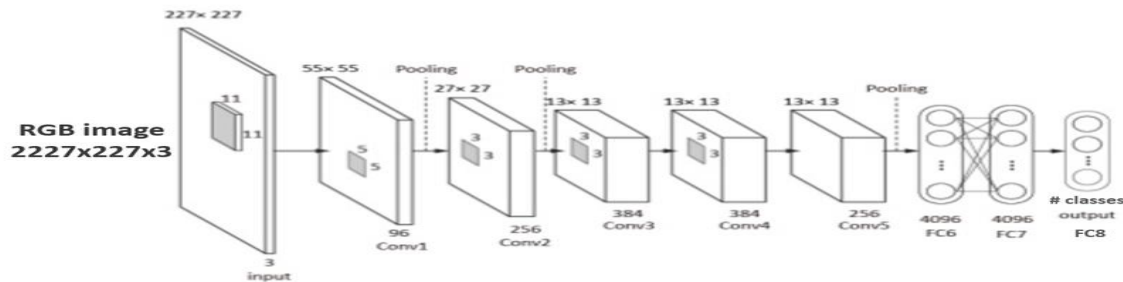 227× 227
11
11
RGB image
2227x227x3
3
input
55× 55
5
5
96
Conv1
Pooling
27× 27
3
3
256
Conv2
Pooling
13× 13
3
3
384
Conv3
13× 13
3
3
384
Conv4
13× 13
256
Conv5
Pooling
4096
FC6
4096
FC7
# classes
output
FC8